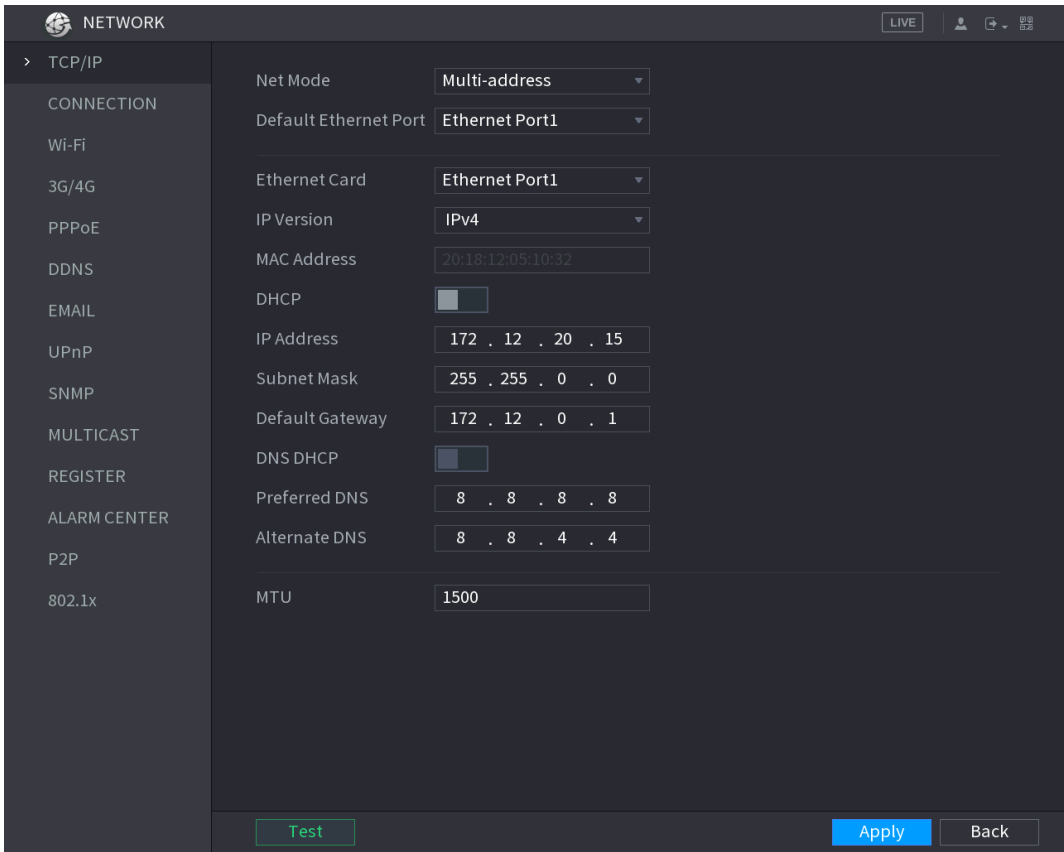 NETWORK
LIVE
TCP/IP
CONNECTION
Wi-Fi
3G/4G
PPPoE
DDNS
EMAIL
UPnP
SNMP
MULTICAST
REGISTER
ALARM CENTER
P2P
802.1x
Net Mode Multi-address
Default Ethernet Port Ethernet Port1
Ethernet Card Ethernet Port1
IP Version IPv4
MAC Address 20:18:12:05:10:32
DHCP
IP Address 172 . 12 . 20 . 15
Subnet Mask 255 . 255 . 0 . 0
Default Gateway 172 . 12 . 0 . 1
DNS DHCP
Preferred DNS 8 . 8 . 8 . 8
Alternate DNS 8 . 8 . 4 . 4
MTU 1500
Test Apply Back